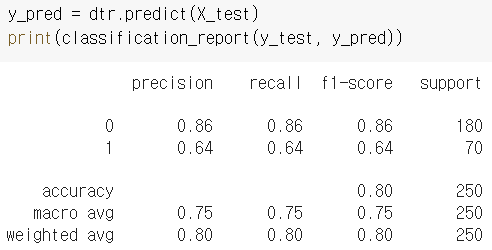 y_pred = dtr.predict(X_test)
print(classification_report(y_test, y_pred))
precision recall f1-score support
0 0.86 0.86 0.86 180
1 0.64 0.64 0.64 70
accuracy 0.80 250
macro avg 0.75 0.75 0.75 250
weighted avg 0.80 0.80 0.80 250